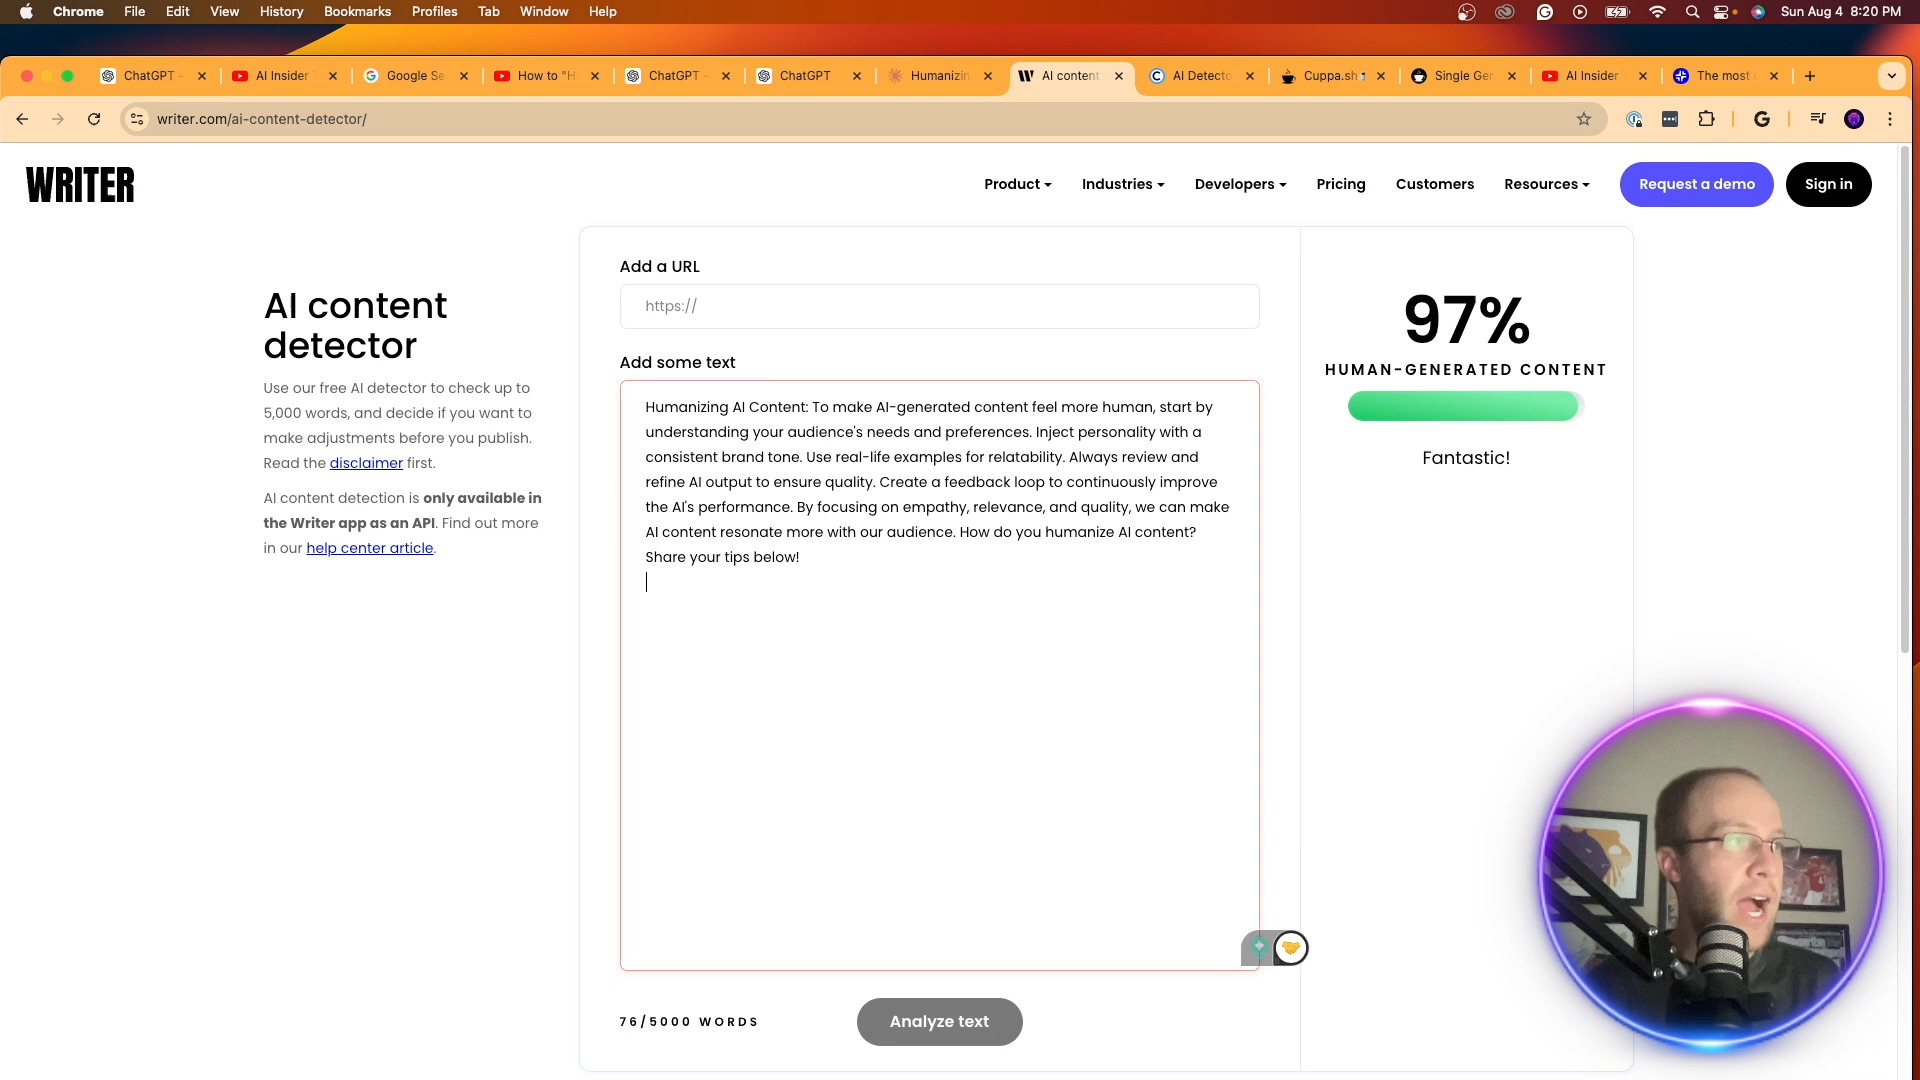 Chrome File Edit View History Bookmarks Profiles Tab Window Help Sun Aug 4 8:20 PM
ChatGPT - AI Insider Google Se How to "H ChatGPT - ChatGPT Humanizin AI content AI Detecto Cuppa.sh Single Gen AI Insider The most
writer.com/ai-content-detector/
WRITER Product Industries Developers Pricing Customers Resources Request a demo Sign in
AI content
detector
Use our free AI detector to check up to
5,000 words, and decide if you want to
make adjustments before you publish.
Read the disclaimer first.
AI content detection is only available in
the Writer app as an API. Find out more
in our help center article.
Add a URL
https://
Add some text
Humanizing AI Content: To make AI-generated content feel more human, start by
understanding your audience's needs and preferences. Inject personality with a
consistent brand tone. Use real-life examples for relatability. Always review and
refine AI output to ensure quality. Create a feedback loop to continuously improve
the AI's performance. By focusing on empathy, relevance, and quality, we can make
AI content resonate more with our audience. How do you humanize AI content?
Share your tips below!
76/5000 WORDS
Analyze text
97%
HUMAN-GENERATED CONTENT
Fantastic!